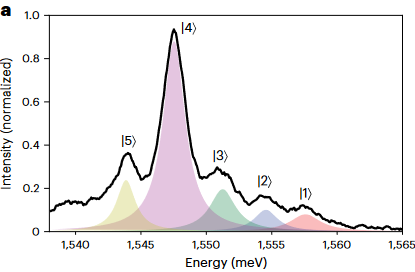 a
1.0
0.8
0.6
0.4
0.2
0
Intensity (normalized)
|4⟩
|5⟩
|3⟩
|2⟩
|1⟩
1,540 1,545 1,550 1,555 1,560 1,665
Energy (meV)